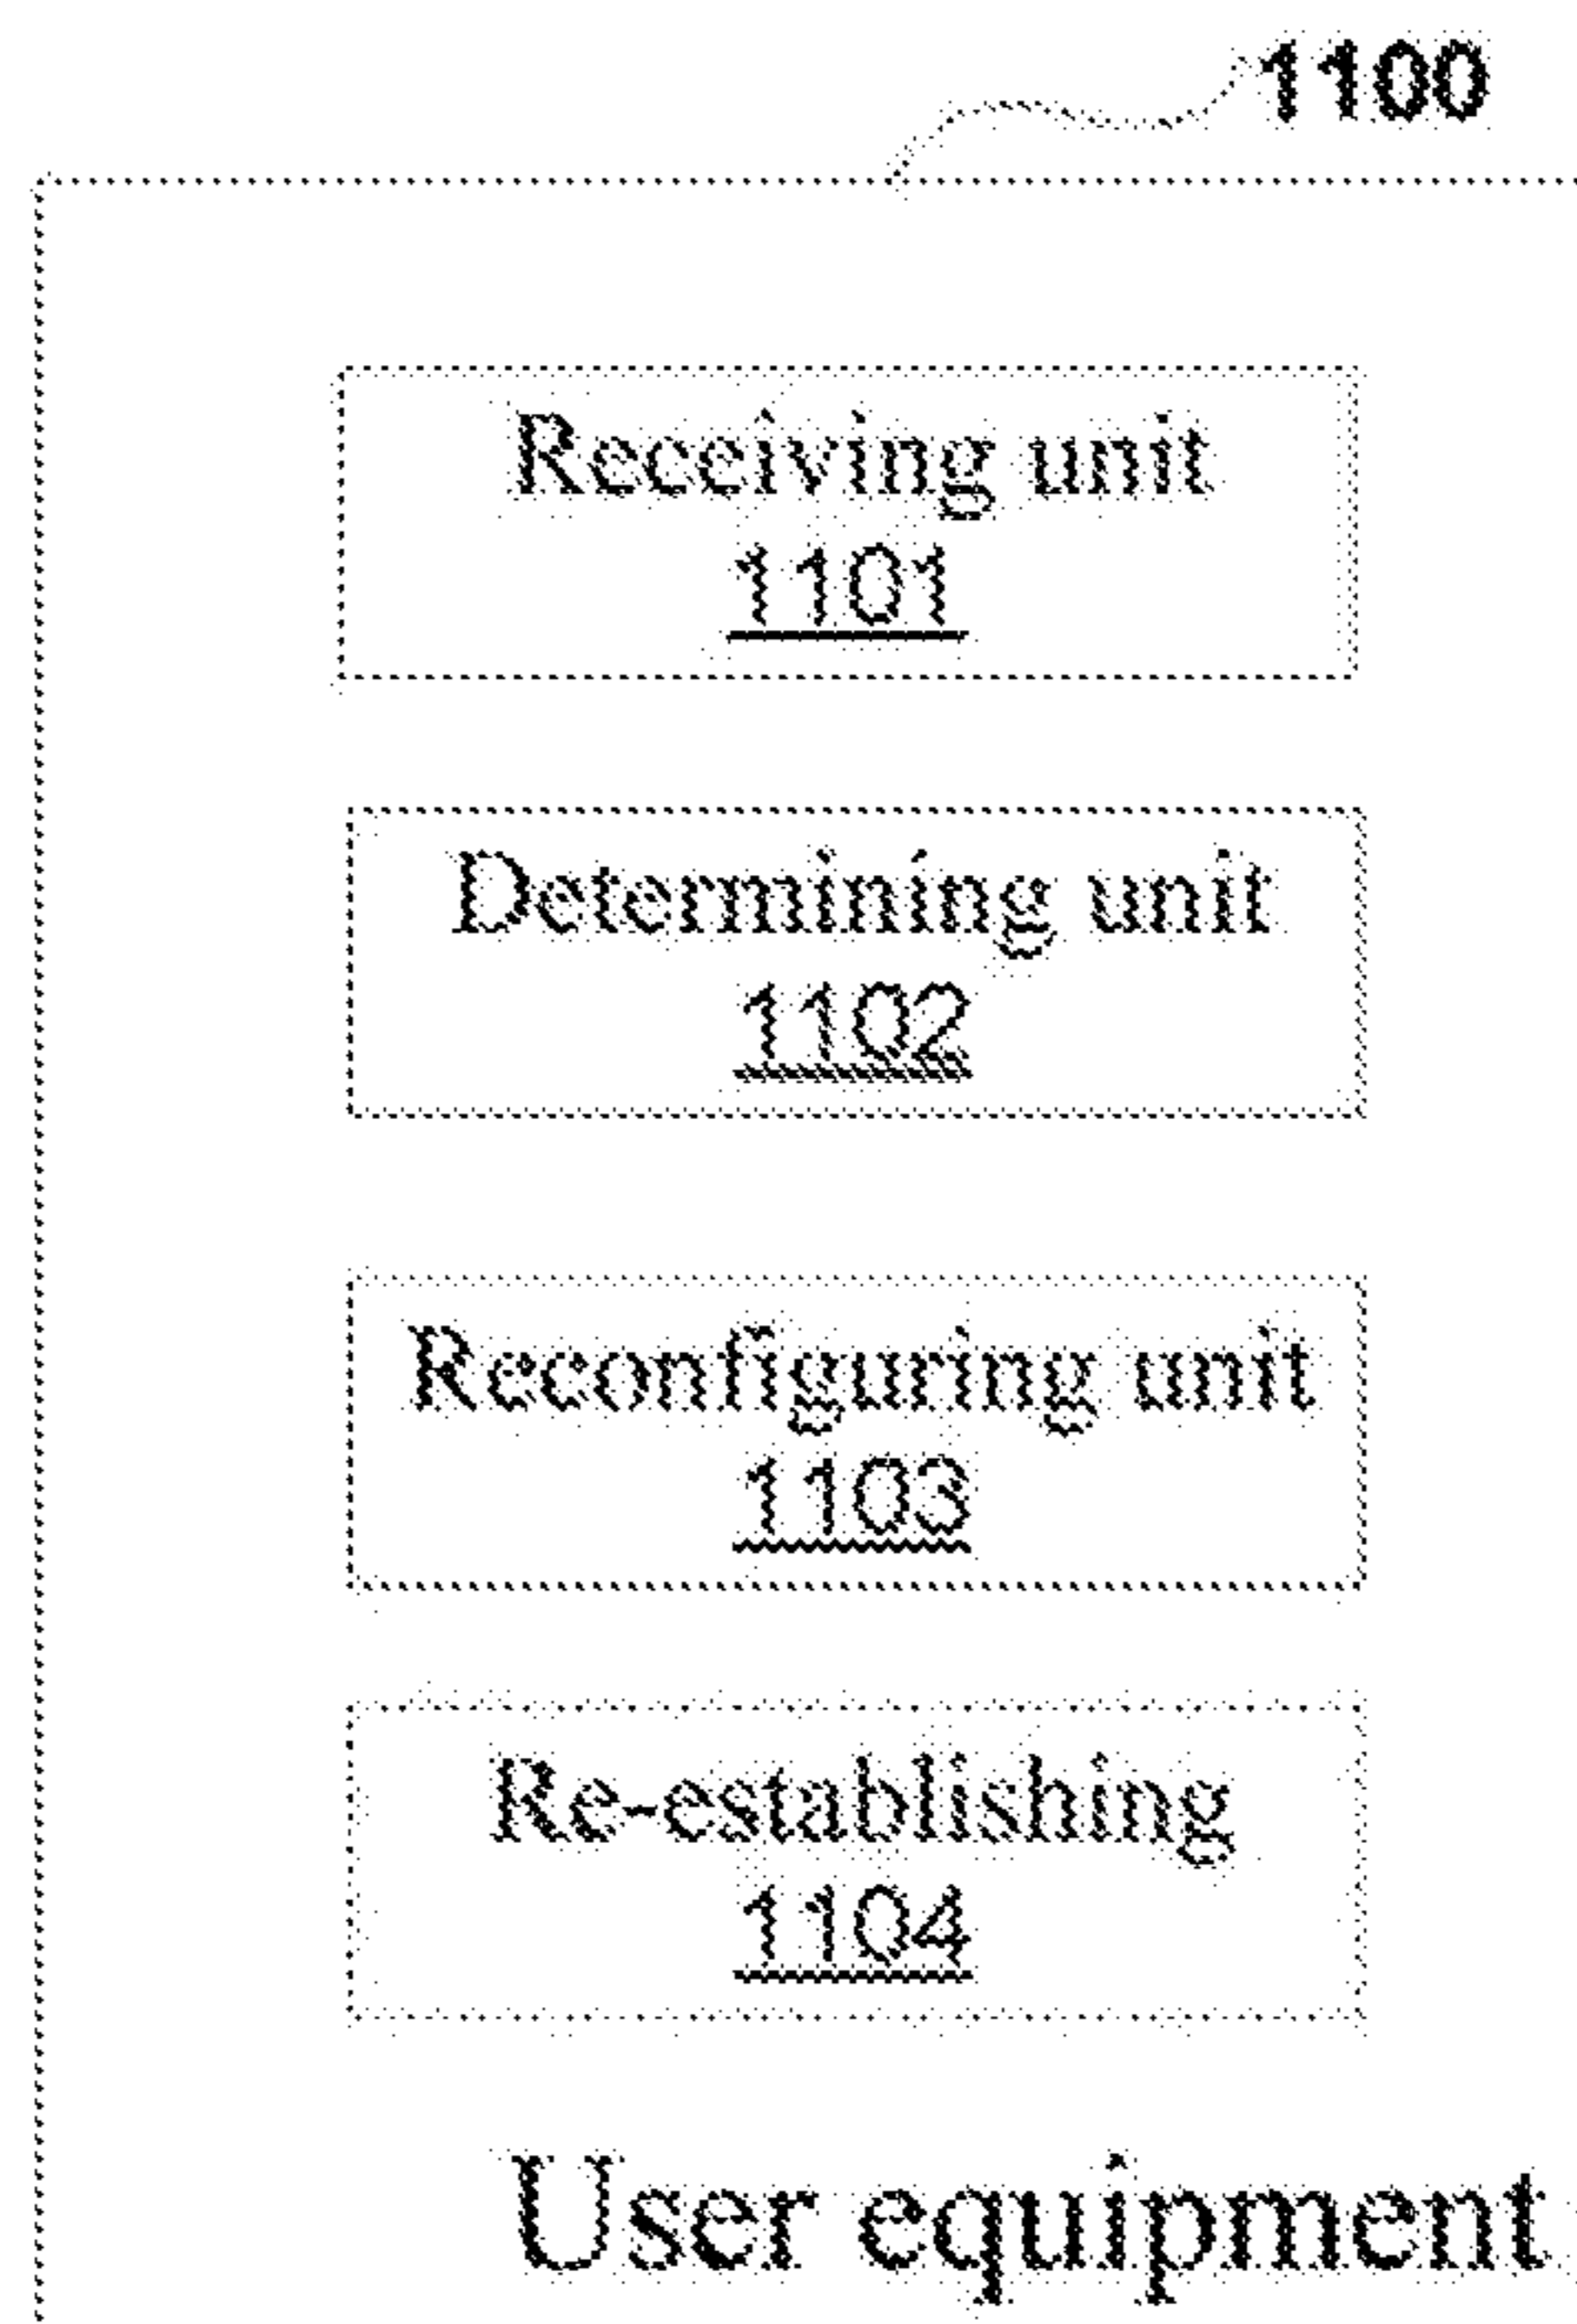 1100
Receiving unit
1101
Determining unit
1102
Reconfiguring unit
1103
Re-establishing
1104
User equipment